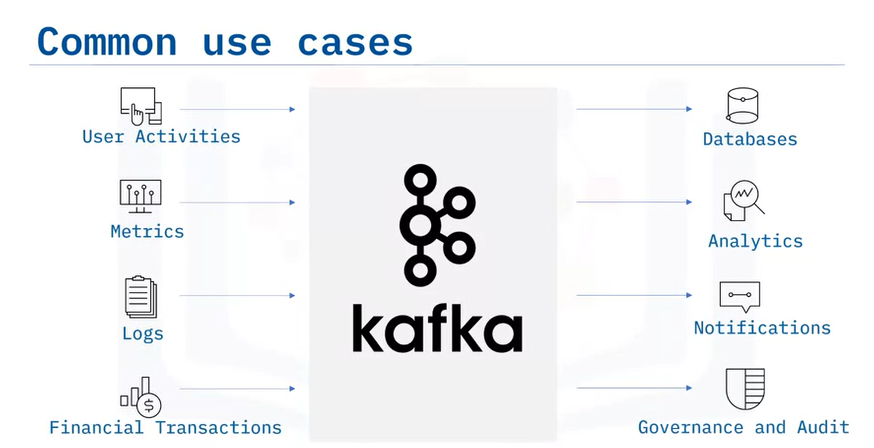 Common use cases
User Activities
Databases
Metrics
Analytics
kafka
Logs
Notifications
Financial Transactions
Governance and Audit